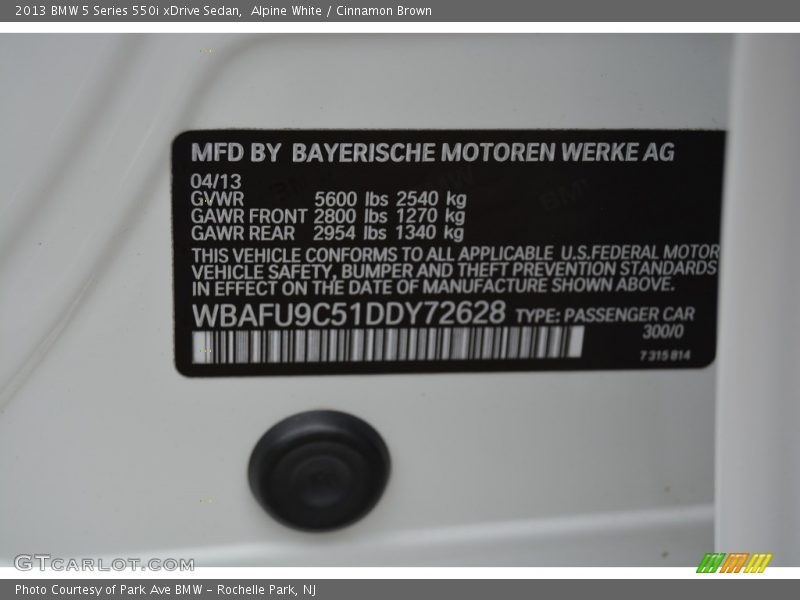 2013 BMW 5 Series 550i xDrive Sedan,  Alpine White / Cinnamon Brown
MFD BY BAYERISCHE MOTOREN WERKE AG
04/13
GVWR 5600 lbs 2540 kg
GAWR FRONT 2800 lbs 1270 kg
GAWR REAR 2954 lbs 1340 kg
THIS VEHICLE CONFORMS TO ALL APPLICABLE U.S.FEDERAL MOTOR
VEHICLE SAFETY, BUMPER AND THEFT PREVENTION STANDARDS
IN EFFECT ON THE DATE OF MANUFACTURE SHOWN ABOVE.
WBAFU9C51DDY72628 TYPE: PASSENGER CAR
300/0
7 315 814
GTCARLOT.COM
Photo Courtesy of Park Ave BMW - Rochelle Park, NJ